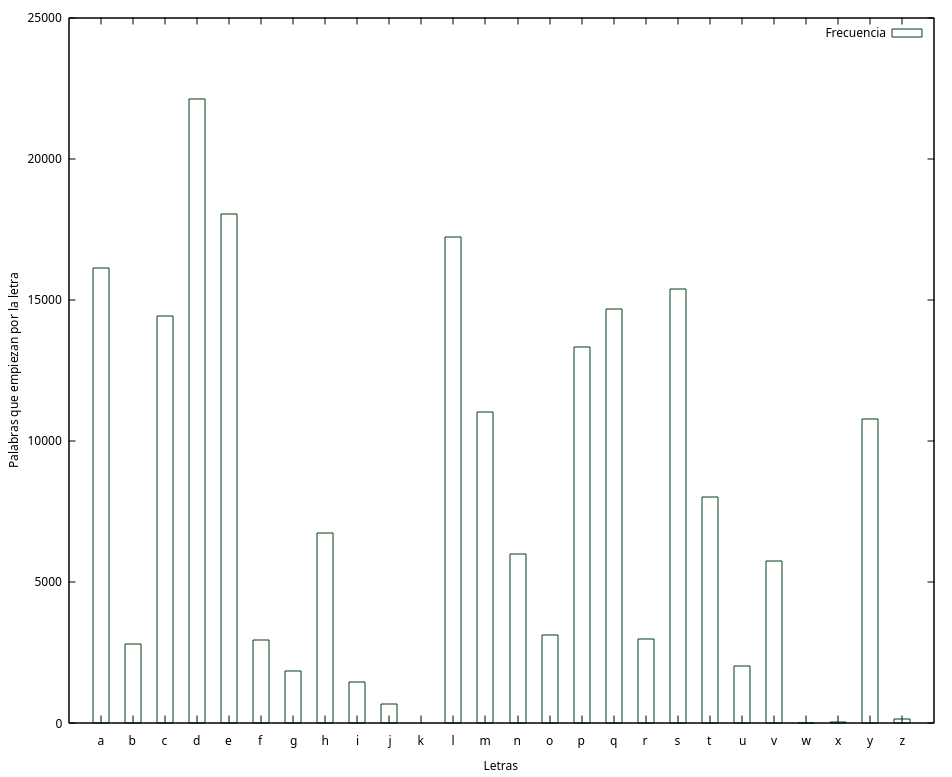 25000
Frecuencia
20000
15000
10000
5000
0
Palabras que empiezan por la letra
a b c d e f g h i j k l m n o p q r s t u v w x y z
Letras